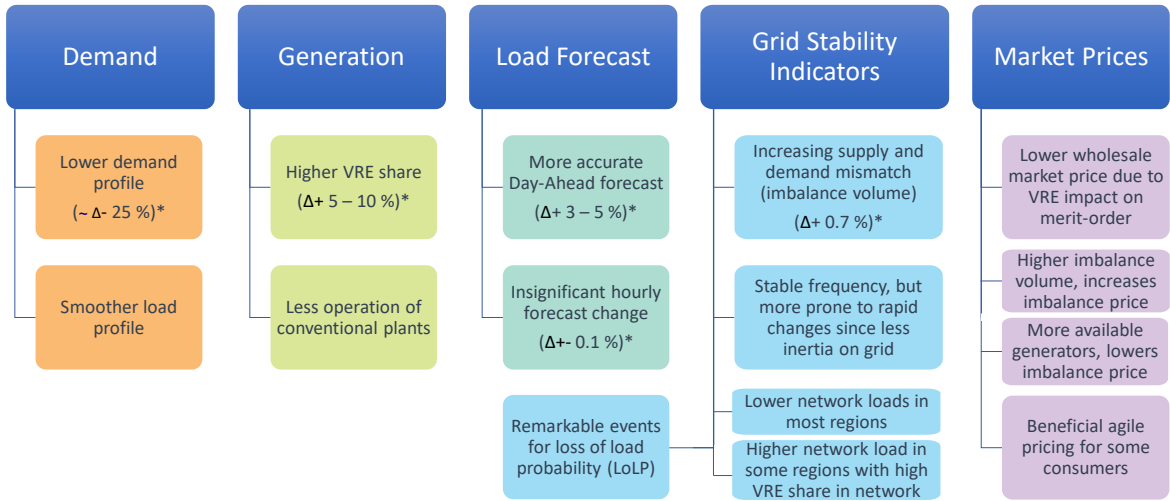 Demand
Lower demand
profile
(~ Δ- 25 %)*
Smoother load
profile
Generation
Higher VRE share
(Δ+ 5 – 10 %)*
Less operation of
conventional plants
Load Forecast
More accurate
Day-Ahead forecast
(Δ+ 3 – 5 %)*
Insignificant hourly
forecast change
(Δ+- 0.1 %)*
Remarkable events
for loss of load
probability (LoLP)
Grid Stability
Indicators
Increasing supply and
demand mismatch
(imbalance volume)
(Δ+ 0.7 %)*
Stable frequency, but
more prone to rapid
changes since less
inertia on grid
Lower network loads in
most regions
Higher network load in
some regions with high
VRE share in network
Market Prices
Lower wholesale
market price due to
VRE impact on
merit-order
Higher imbalance
volume, increases
imbalance price
More available
generators, lowers
imbalance price
Beneficial agile
pricing for some
consumers